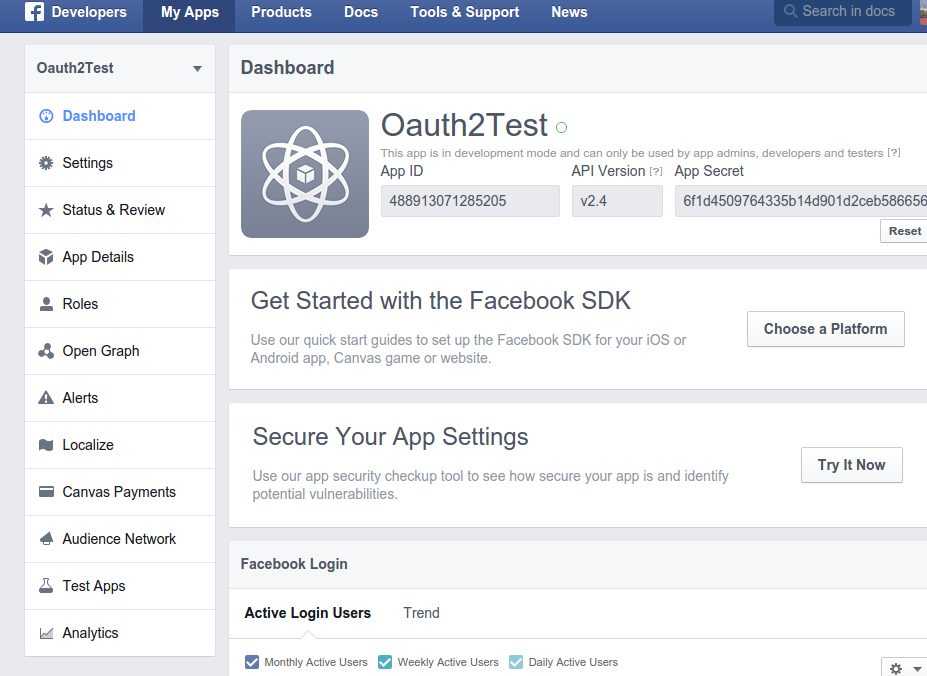 Developers My Apps Products Docs Tools & Support News Search in docs
Oauth2Test
Dashboard
Settings
Status & Review
App Details
Roles
Open Graph
Alerts
Localize
Canvas Payments
Audience Network
Test Apps
Analytics
Dashboard
Oauth2Test
This app is in development mode and can only be used by app admins, developers and testers [?]
App ID API Version [?] App Secret
488913071285205 v2.4 6f1d4509764335b14d901d2ceb586656
Reset
Get Started with the Facebook SDK
Use our quick start guides to set up the Facebook SDK for your iOS or
Android app, Canvas game or website.
Choose a Platform
Secure Your App Settings
Use our app security checkup tool to see how secure your app is and identify
potential vulnerabilities.
Try It Now
Facebook Login
Active Login Users Trend
Monthly Active Users Weekly Active Users Daily Active Users